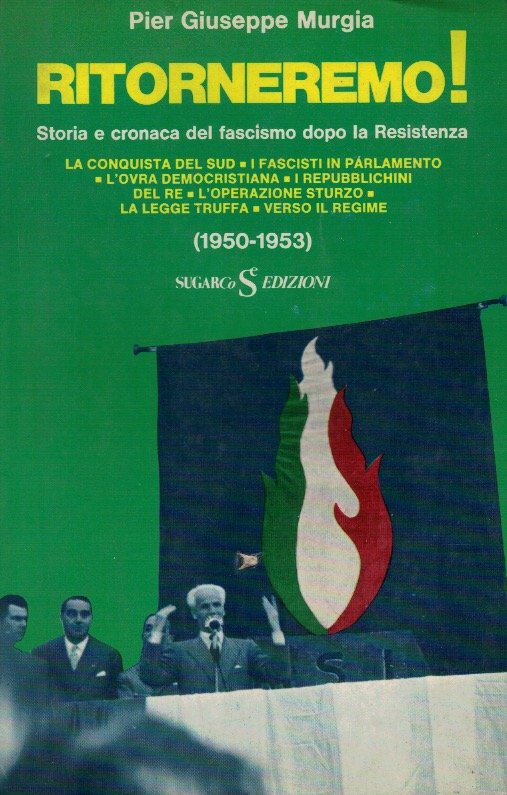 Pier Giuseppe Murgia
RITORNEREMO!
Storia e cronaca del fascismo dopo la Resistenza
LA CONQUISTA DEL SUD ▪ I FASCISTI IN PARLAMENTO
▪ L'OVRA DEMOCRISTIANA ▪ I REPUBBLICHINI
DEL RE ▪ L'OPERAZIONE STURZO ▪
LA LEGGE TRUFFA ▪ VERSO IL REGIME
(1950-1953)
SUGARCo Se EDIZIONI
S I